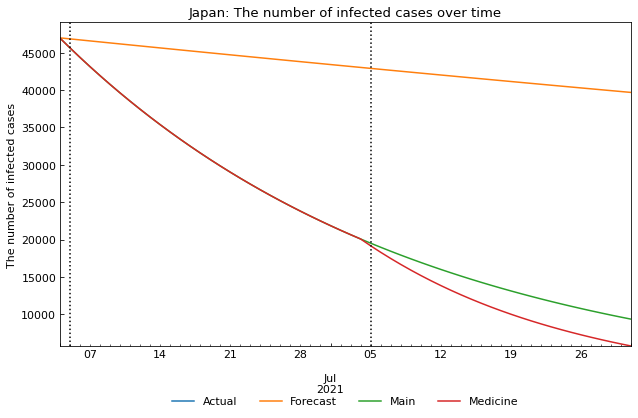 Japan: The number of infected cases over time
The number of infected cases
45000
40000
35000
30000
25000
20000
15000
10000
07 14 21 28 05 12 19 26
Jul
2021
Actual Forecast Main Medicine